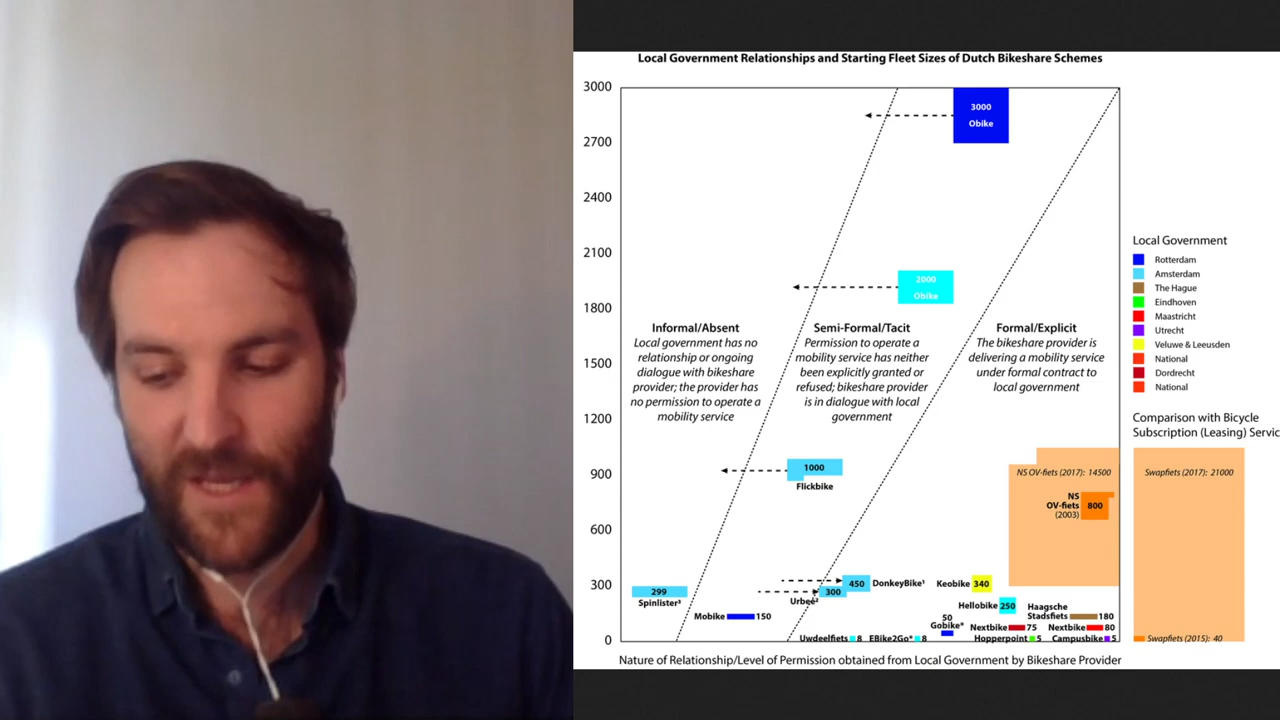 Local Government Relationships and Starting Fleet Sizes of Dutch Bikeshare Schemes
3000
2700
2400
2100
1800
1500
1200
900
600
300
0
3000
Obike
2000
Obike
Informal/Absent
Local government has no
relationship or ongoing
dialogue with bikeshare
provider; the provider has
no permission to operate a
mobility service
Semi-Formal/Tacit
Permission to operate a
mobility service has neither
been explicitly granted or
refused; bikeshare provider
is in dialogue with local
government
Formal/Explicit
The bikeshare provider is
delivering a mobility service
under formal contract to
local government
1000
Flickbike
NS OV-fiets (2017): 14500
NS
OV-fiets
(2003)
800
299
Spinlister³
450 DonkeyBike¹
300
Urbee²
Keobike 340
Mobike 150
Hellobike 250
Haagsche
Stadsfiets 180
50
Gobike*
Nextbike 75
Nextbike 80
Uwdeelfiets 8
EBike2Go* 8
Hopperpoint 5
Campusbike 5
Nature of Relationship/Level of Permission obtained from Local Government by Bikeshare Provider
Local Government
Rotterdam
Amsterdam
The Hague
Eindhoven
Maastricht
Utrecht
Veluwe & Leeusden
National
Dordrecht
National
Comparison with Bicycle
Subscription (Leasing) Servic
Swapfiets (2017): 21000
Swapfiets (2015): 40